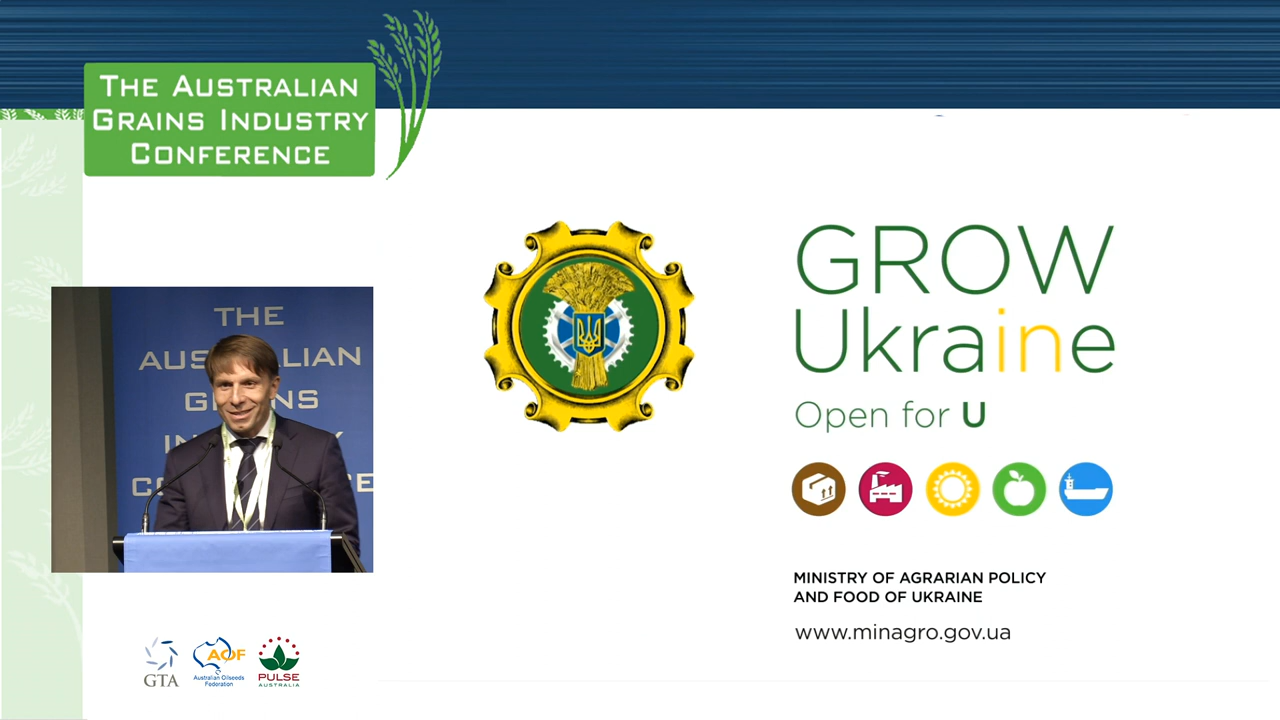 THE AUSTRALIAN
GRAINS INDUSTRY
CONFERENCE
THE
AUSTRALIAN
GRAINS
GROW
Ukraine
Open for U
MINISTRY OF AGRARIAN POLICY
AND FOOD OF UKRAINE
www.minagro.gov.ua
GTA
AOF
Australian Oilseeds
Federation
PULSE
AUSTRALIA